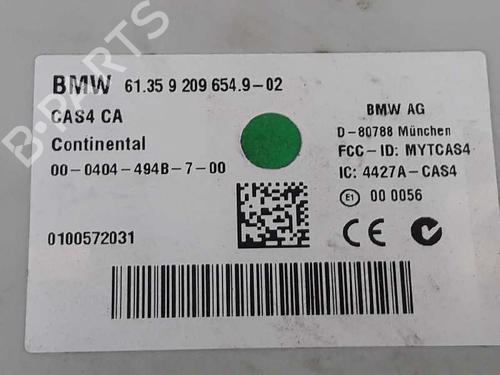 B-PARTS
BMW 61.35 9 209 654.9-02
CAS4 CA
Continental
00-0404-494B-7-00
0100572031
BMW AG
D-80788 München
FCC-ID: MYTCAS4
IC: 4427A-CAS4
E1 00 0056
CE